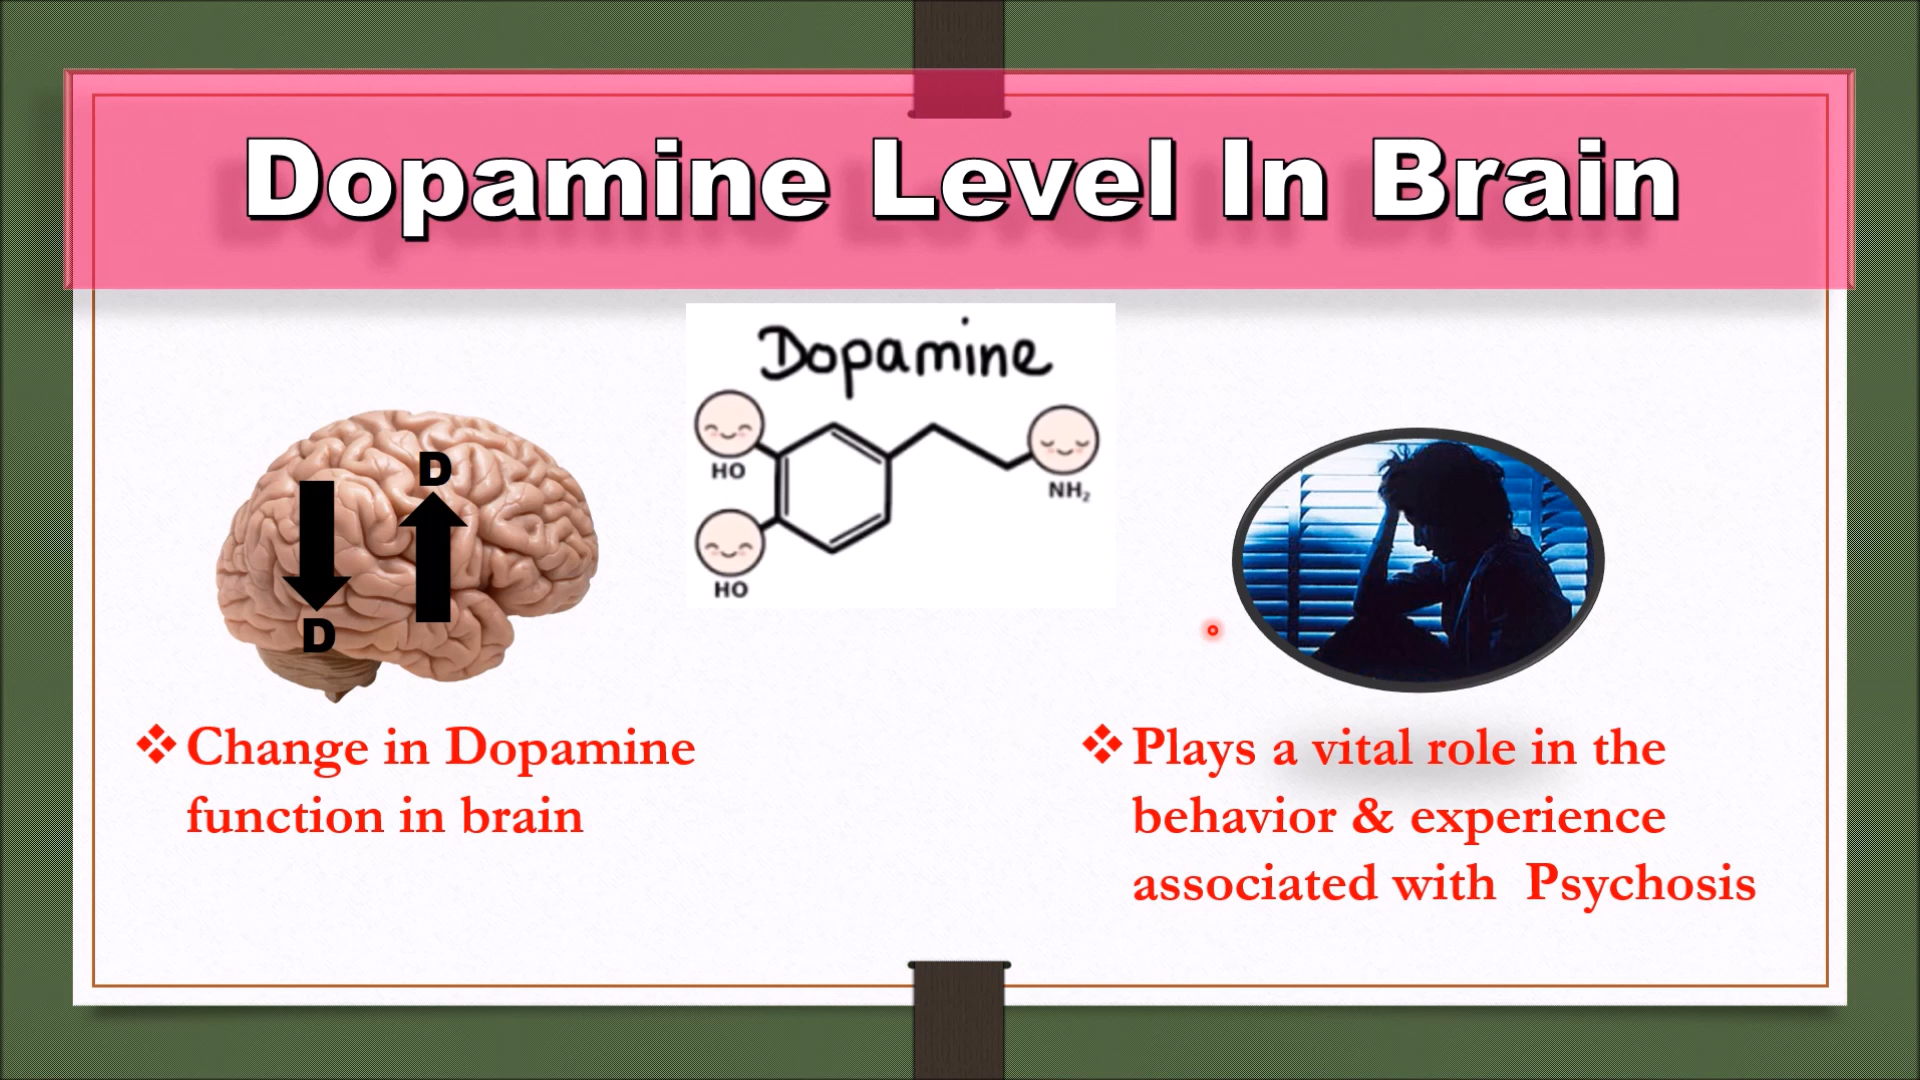 Dopamine Level In Brain
Dopamine
HO
NH₂
HO
D
D
❖ Change in Dopamine
function in brain
❖ Plays a vital role in the
behavior & experience
associated with Psychosis